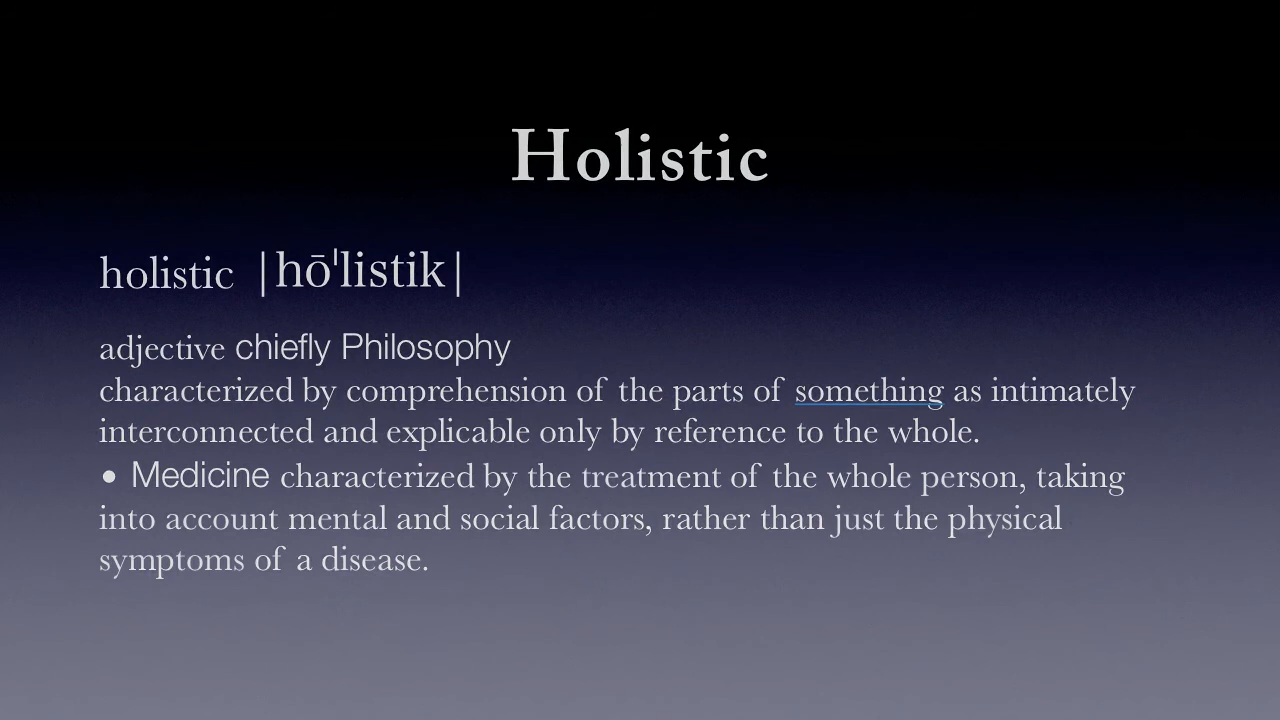 Holistic
holistic |hōˈlistik|
adjective chiefly Philosophy
characterized by comprehension of the parts of something as intimately
interconnected and explicable only by reference to the whole.
• Medicine characterized by the treatment of the whole person, taking
into account mental and social factors, rather than just the physical
symptoms of a disease.